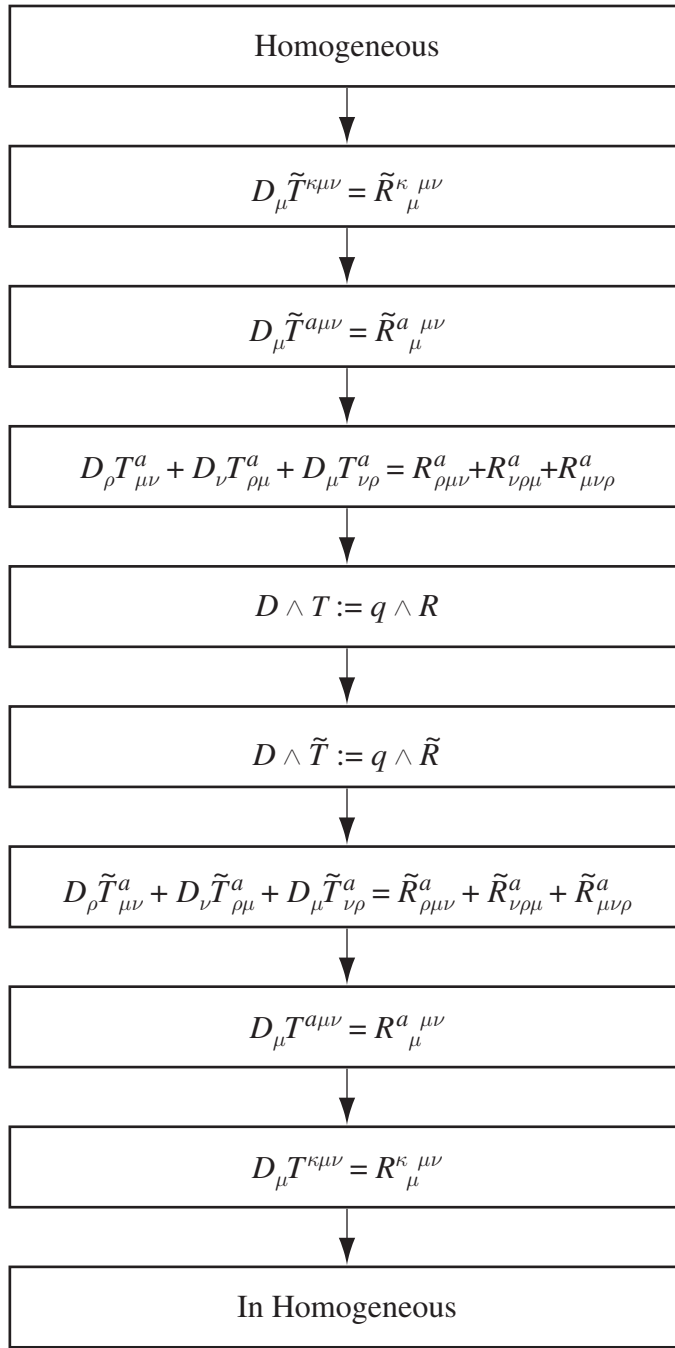 Homogeneous
D_μ T̃^{κμν} = R̃^κ_μ^{μν}
D_μ T̃^{aμν} = R̃^a_μ^{μν}
D_ρ T^a_{μν} + D_ν T^a_{ρμ} + D_μ T^a_{νρ} = R^a_{ρμν}+R^a_{νρμ}+R^a_{μνρ}
D ∧ T := q ∧ R
D ∧ T̃ := q ∧ R̃
D_ρ T̃^a_{μν} + D_ν T̃^a_{ρμ} + D_μ T̃^a_{νρ} = R̃^a_{ρμν} + R̃^a_{νρμ} + R̃^a_{μνρ}
D_μ T^{aμν} = R^a_μ^{μν}
D_μ T^{κμν} = R^κ_μ^{μν}
In Homogeneous